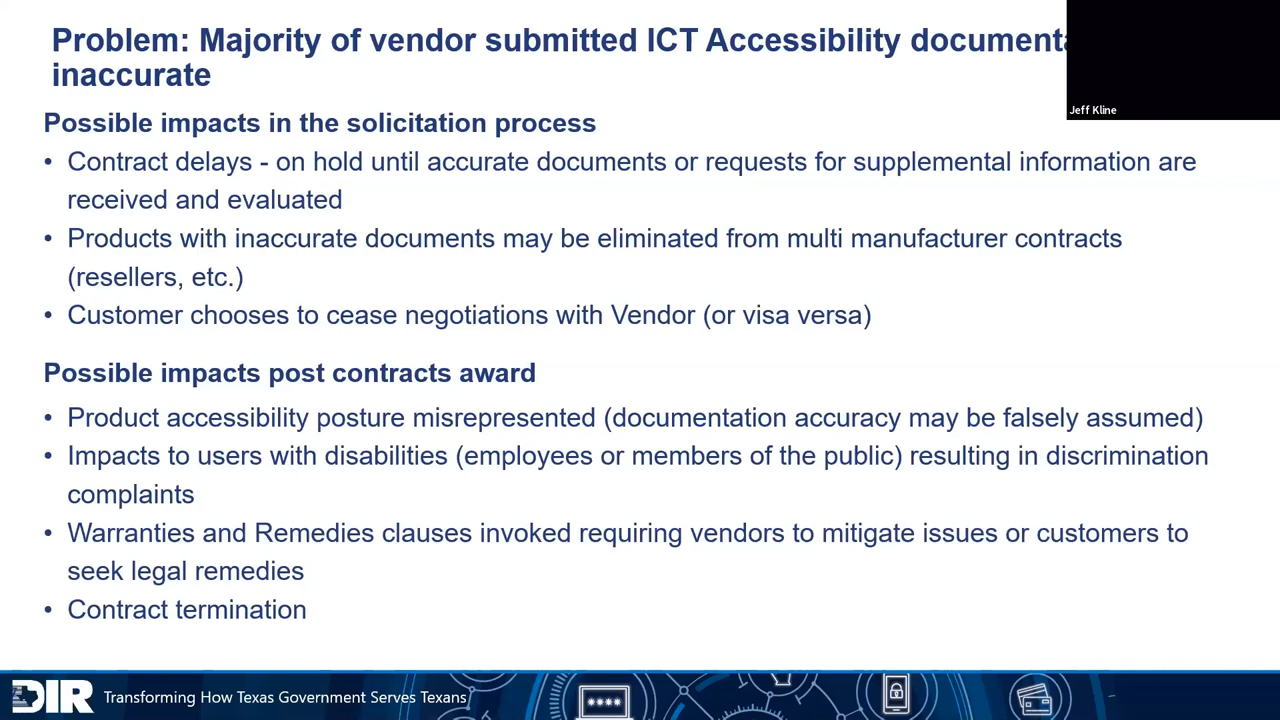 Problem: Majority of vendor submitted ICT Accessibility
inaccurate
Jeff Kline
Possible impacts in the solicitation process
• Contract delays - on hold until accurate documents or requests for supplemental information are
received and evaluated
• Products with inaccurate documents may be eliminated from multi manufacturer contracts
(resellers, etc.)
• Customer chooses to cease negotiations with Vendor (or visa versa)
Possible impacts post contracts award
• Product accessibility posture misrepresented (documentation accuracy may be falsely assumed)
• Impacts to users with disabilities (employees or members of the public) resulting in discrimination
complaints
• Warranties and Remedies clauses invoked requiring vendors to mitigate issues or customers to
seek legal remedies
• Contract termination
DIR Transforming How Texas Government Serves Texans